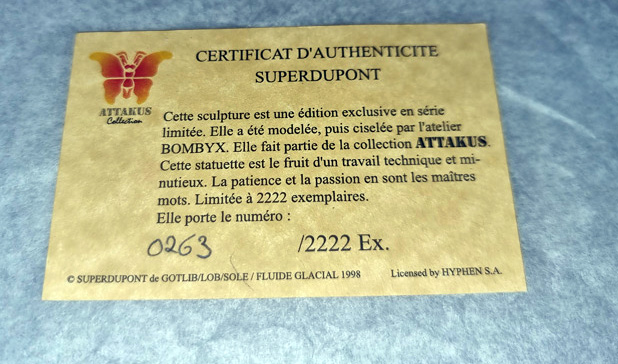 CERTIFICAT D'AUTHENTICITE
SUPERDUPONT
ATTAKUS
Collection
Cette sculpture est une édition exclusive en série
limitée. Elle a été modelée, puis ciselée par l'atelier
BOMBYX. Elle fait partie de la collection ATTAKUS.
Cette statuette est le fruit d'un travail technique et mi-
nutieux. La patience et la passion en sont les maîtres
mots. Limitée à 2222 exemplaires.
Elle porte le numéro :
0263 /2222 Ex.
© SUPERDUPONT de GOTLIB/LOB/SOLE / FLUIDE GLACIAL 1998 Licensed by HYPHEN S.A.